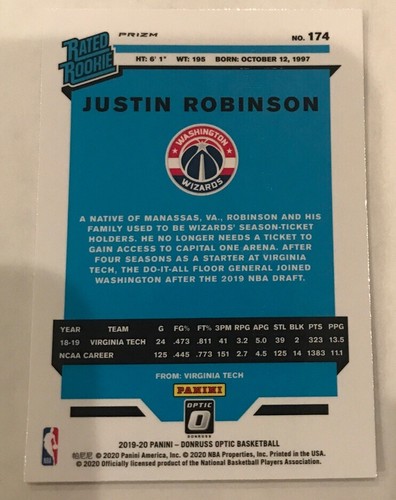 RATED
ROOKIE
PRIZM
NO. 174
HT: 6' 1" WT: 195 BORN: OCTOBER 12, 1997
JUSTIN ROBINSON
WASHINGTON
WIZARDS
A NATIVE OF MANASSAS, VA., ROBINSON AND HIS
FAMILY USED TO BE WIZARDS' SEASON-TICKET
HOLDERS. HE NO LONGER NEEDS A TICKET TO
GAIN ACCESS TO CAPITAL ONE ARENA. AFTER
FOUR SEASONS AS A STARTER AT VIRGINIA
TECH, THE DO-IT-ALL FLOOR GENERAL JOINED
WASHINGTON AFTER THE 2019 NBA DRAFT.
YEAR TEAM G FG% FT% 3PM RPG APG STL BLK PTS PPG
18-19 VIRGINIA TECH 24 .473 .811 41 3.2 5.0 39 2 323 13.5
NCAA CAREER 125 .445 .773 151 2.7 4.5 125 14 1383 11.1
FROM: VIRGINIA TECH
PANINI
OPTIC
DONRUSS
2019-20 PANINI – DONRUSS OPTIC BASKETBALL
帕尼尼 © 2020 Panini America, Inc. © 2020 NBA Properties, Inc. Printed in the USA.
© 2020 Officially licensed product of the National Basketball Players Association.